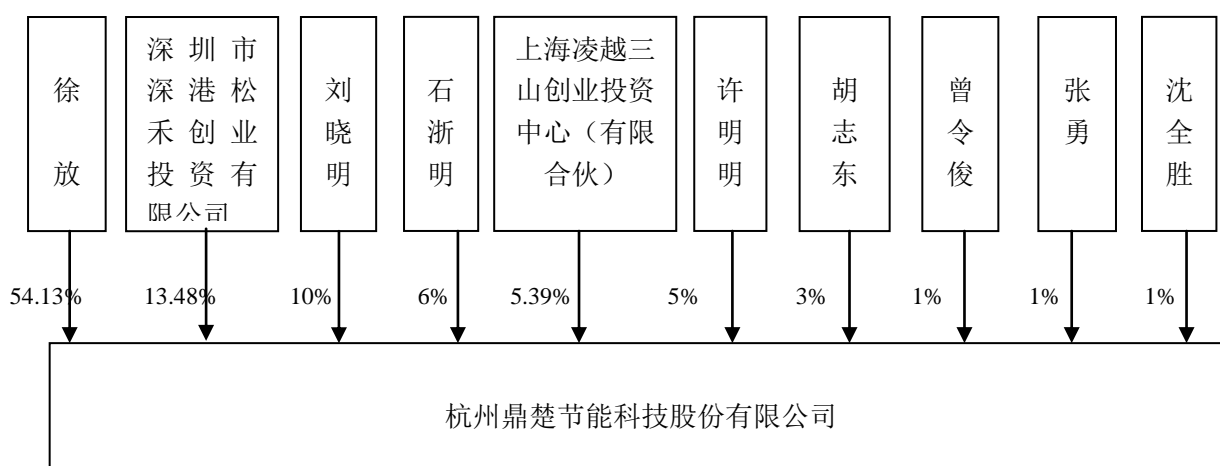 徐
放
深圳市
深港松
禾创业
投资有
限公司
刘
晓
明
石
浙
明
上海凌越三
山创业投资
中心（有限
合伙）
许
明
明
胡
志
东
曾
令
俊
张
勇
沈
全
胜
54.13%
13.48%
10%
6%
5.39%
5%
3%
1%
1%
1%
杭州鼎楚节能科技股份有限公司